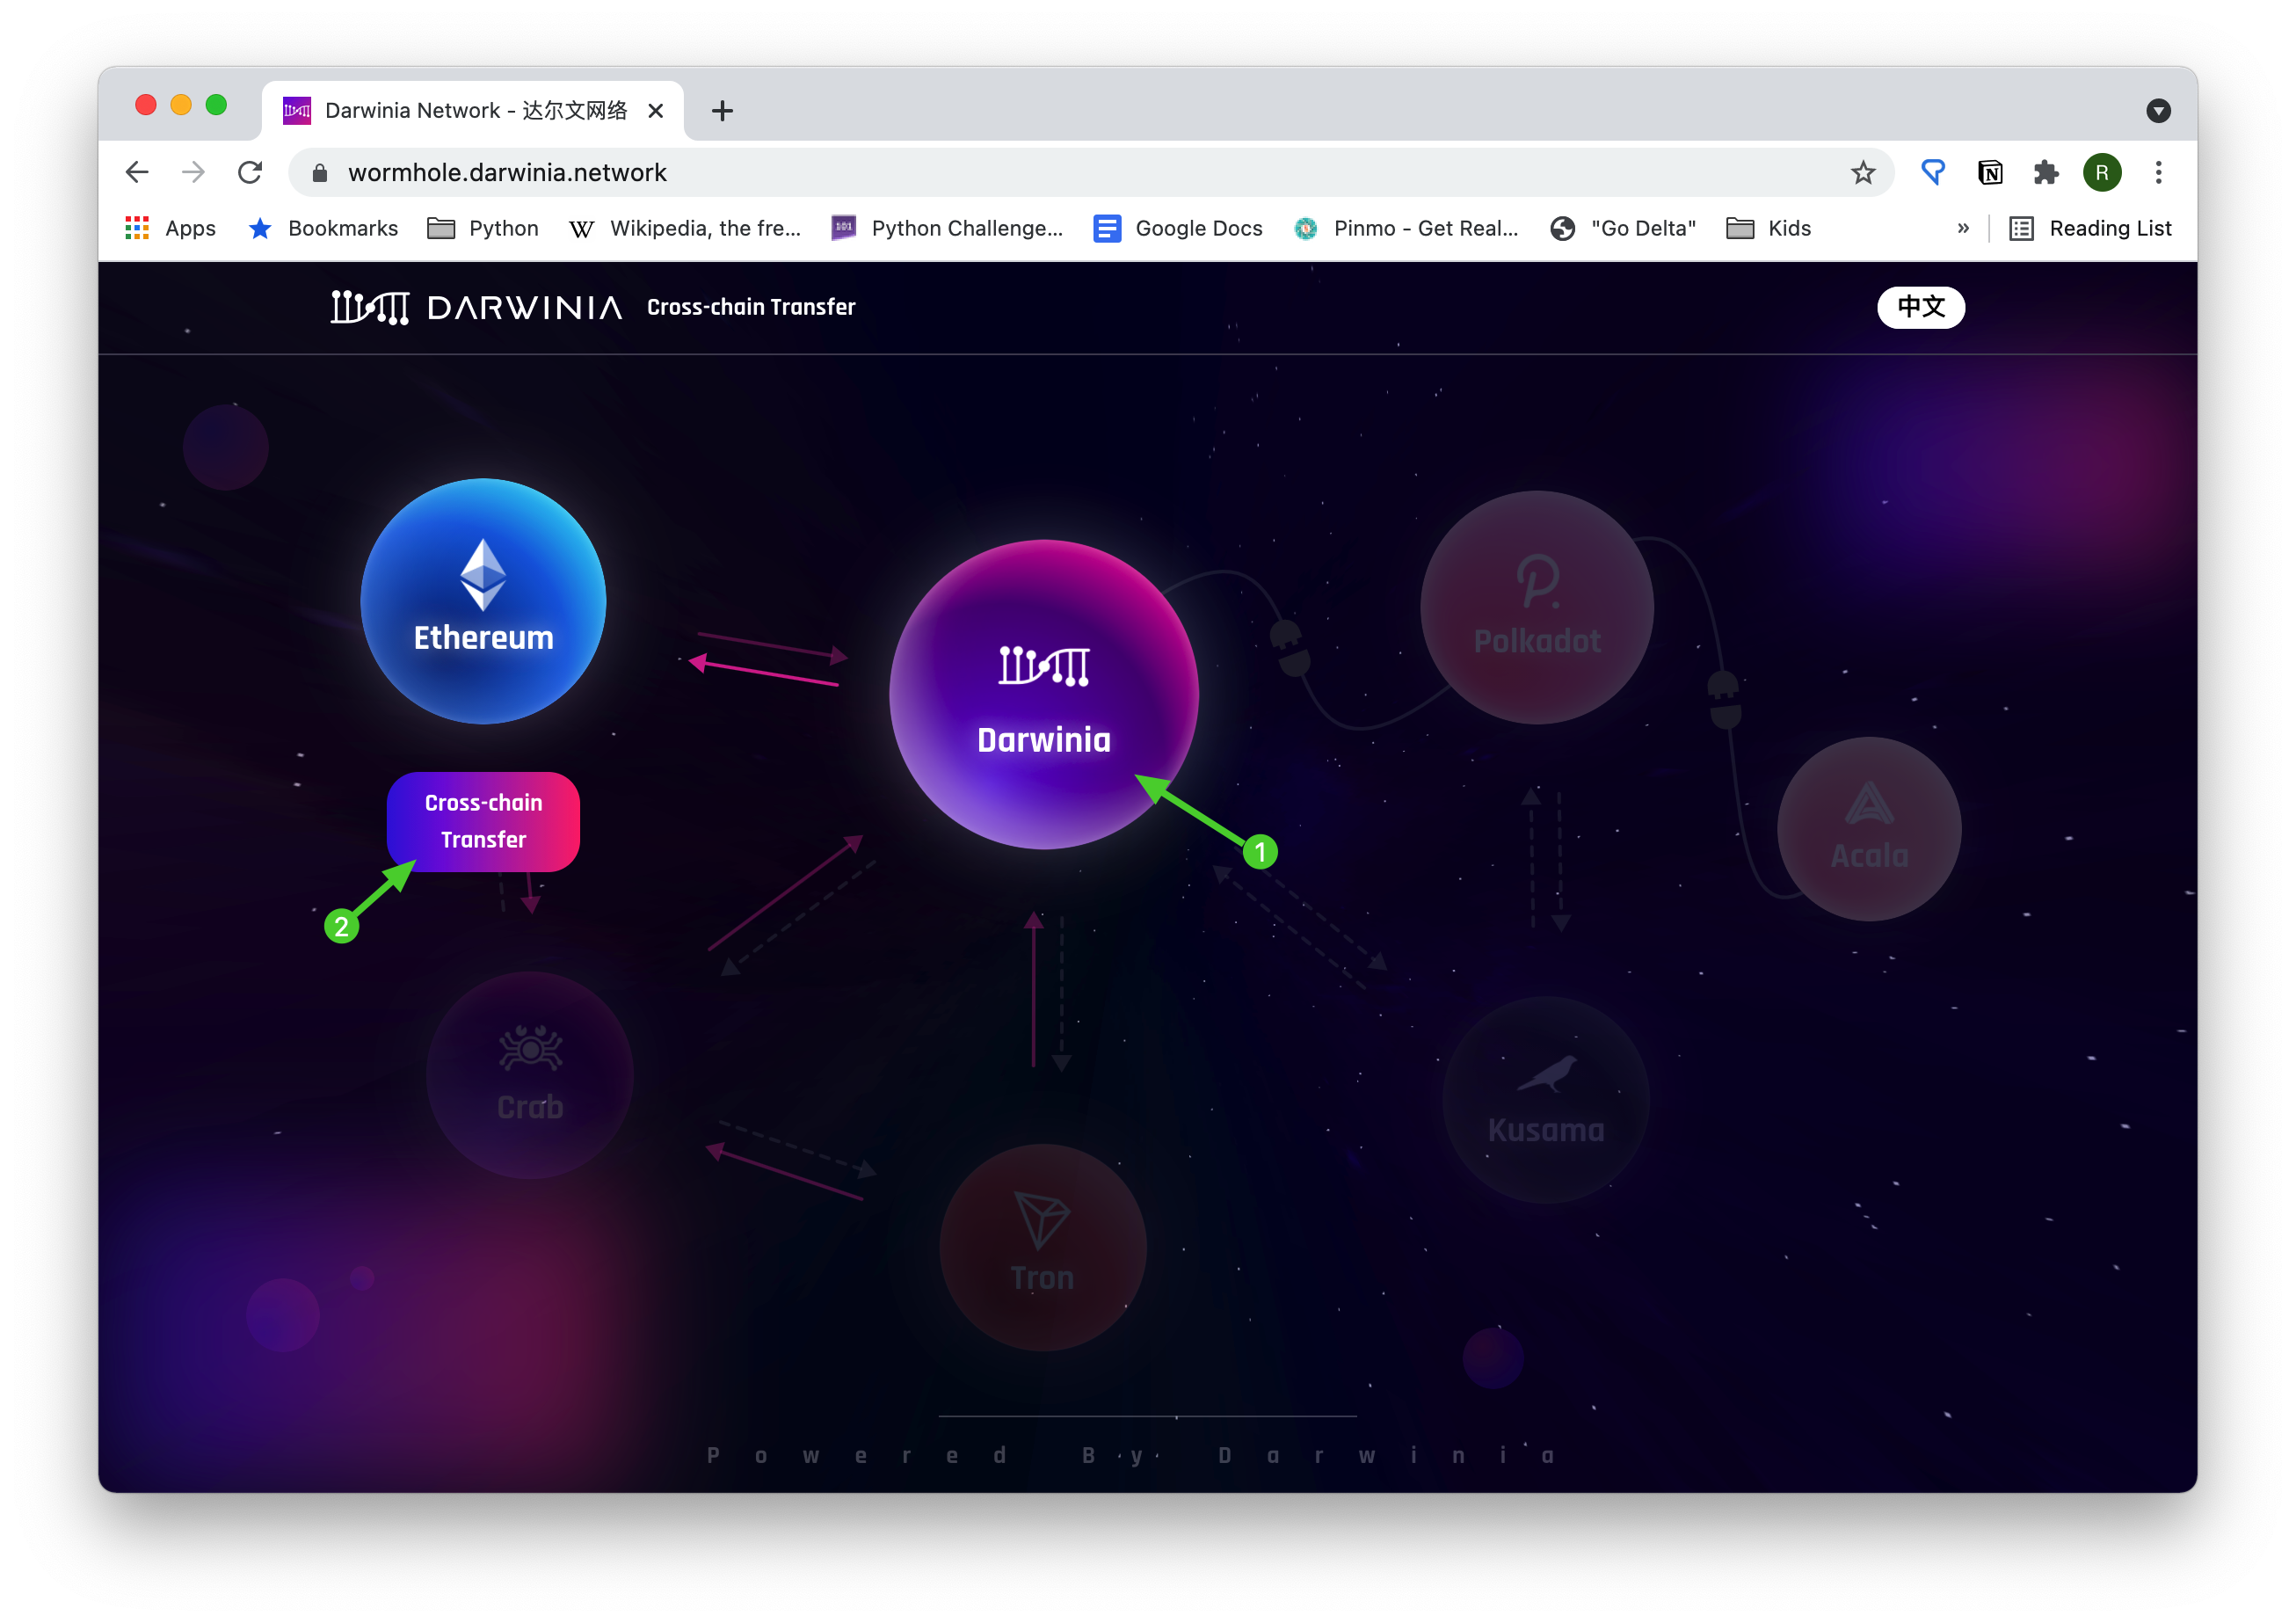 Darwinia Network - 达尔文网络
wormhole.darwinia.network
R
Apps
Bookmarks
Python
Wikipedia, the fre...
101
Python Challenge...
Google Docs
Pinmo - Get Real...
"Go Delta"
Kids
»
Reading List
DARWINIA
Cross-chain Transfer
中文
Ethereum
Darwinia
Polkadot
Acala
Cross-chain
Transfer
1
2
Crab
Kusama
Tron
Powered By Darwinia